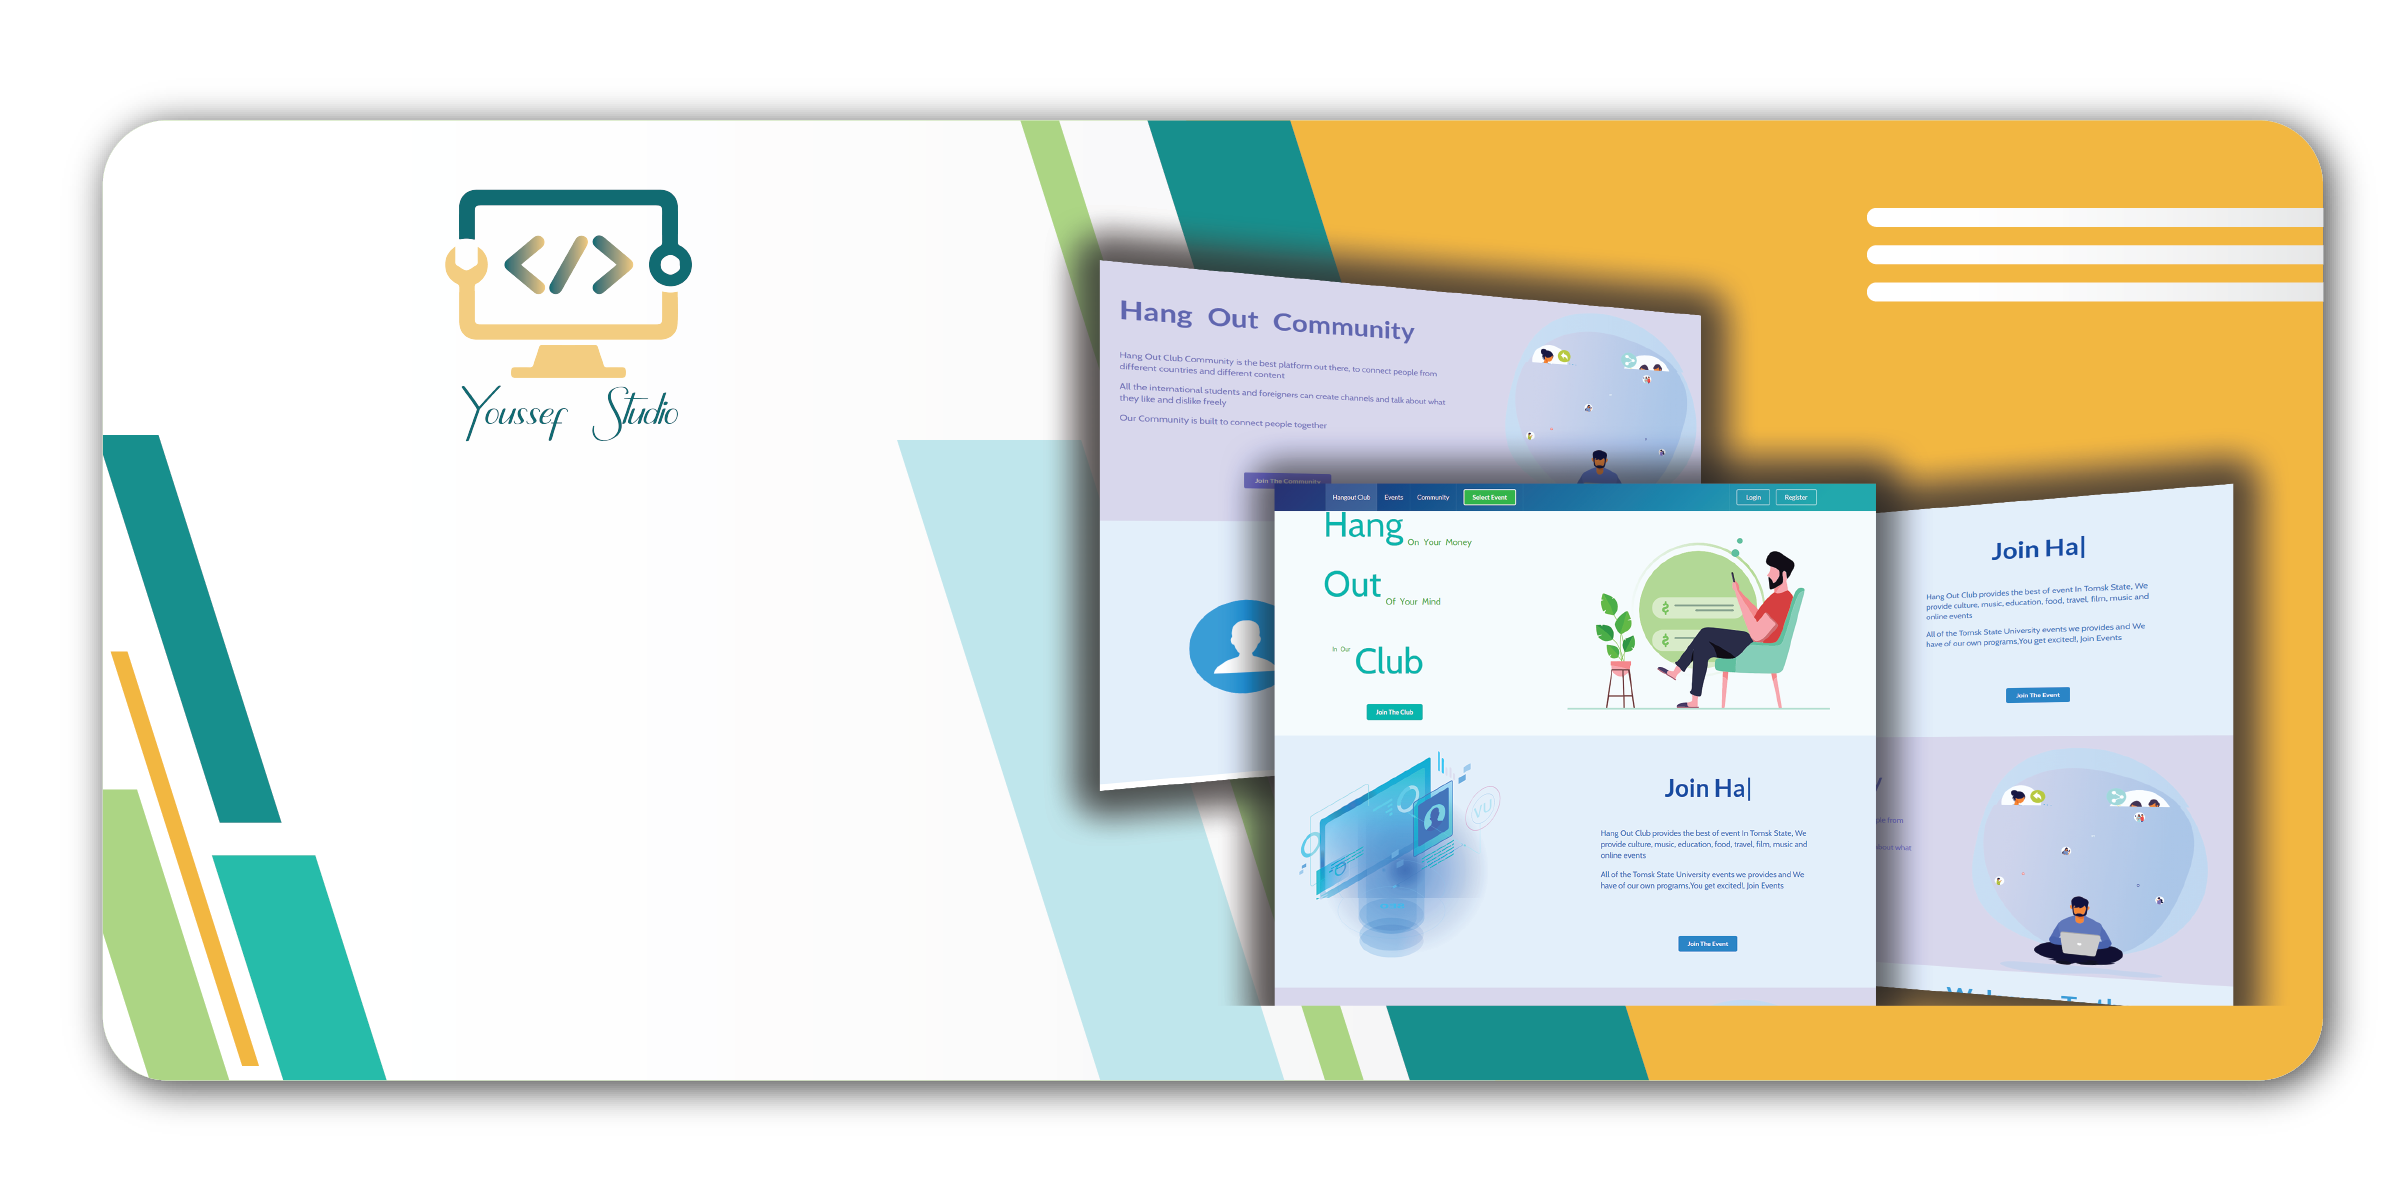 Youssef Studio
Hang Out Community
Hang Out Club Community is the best platform out there, to connect people from
different countries and different content
All the international students and foreigners can create channels and talk about what
they like and dislike freely
Our Community is built to connect people together
Join The Community
Hangout Club Events Community Select Event Login Register
Hang On Your Money
Out Of Your Mind
In Our Club
Join The Club
Join Ha|
Hang Out Club provides the best of event In Tomsk State, We
provide culture, music, education, food, travel, film, music and
online events
All of the Tomsk State University events we provides and We
have of our own programs,You get excited!, Join Events
Join The Event
Join Ha|
Hang Out Club provides the best of event In Tomsk State, We
provide culture, music, education, food, travel, film, music and
online events
All of the Tomsk State University events we provides and We
have of our own programs,You get excited!, Join Events
Join The Event
from
what